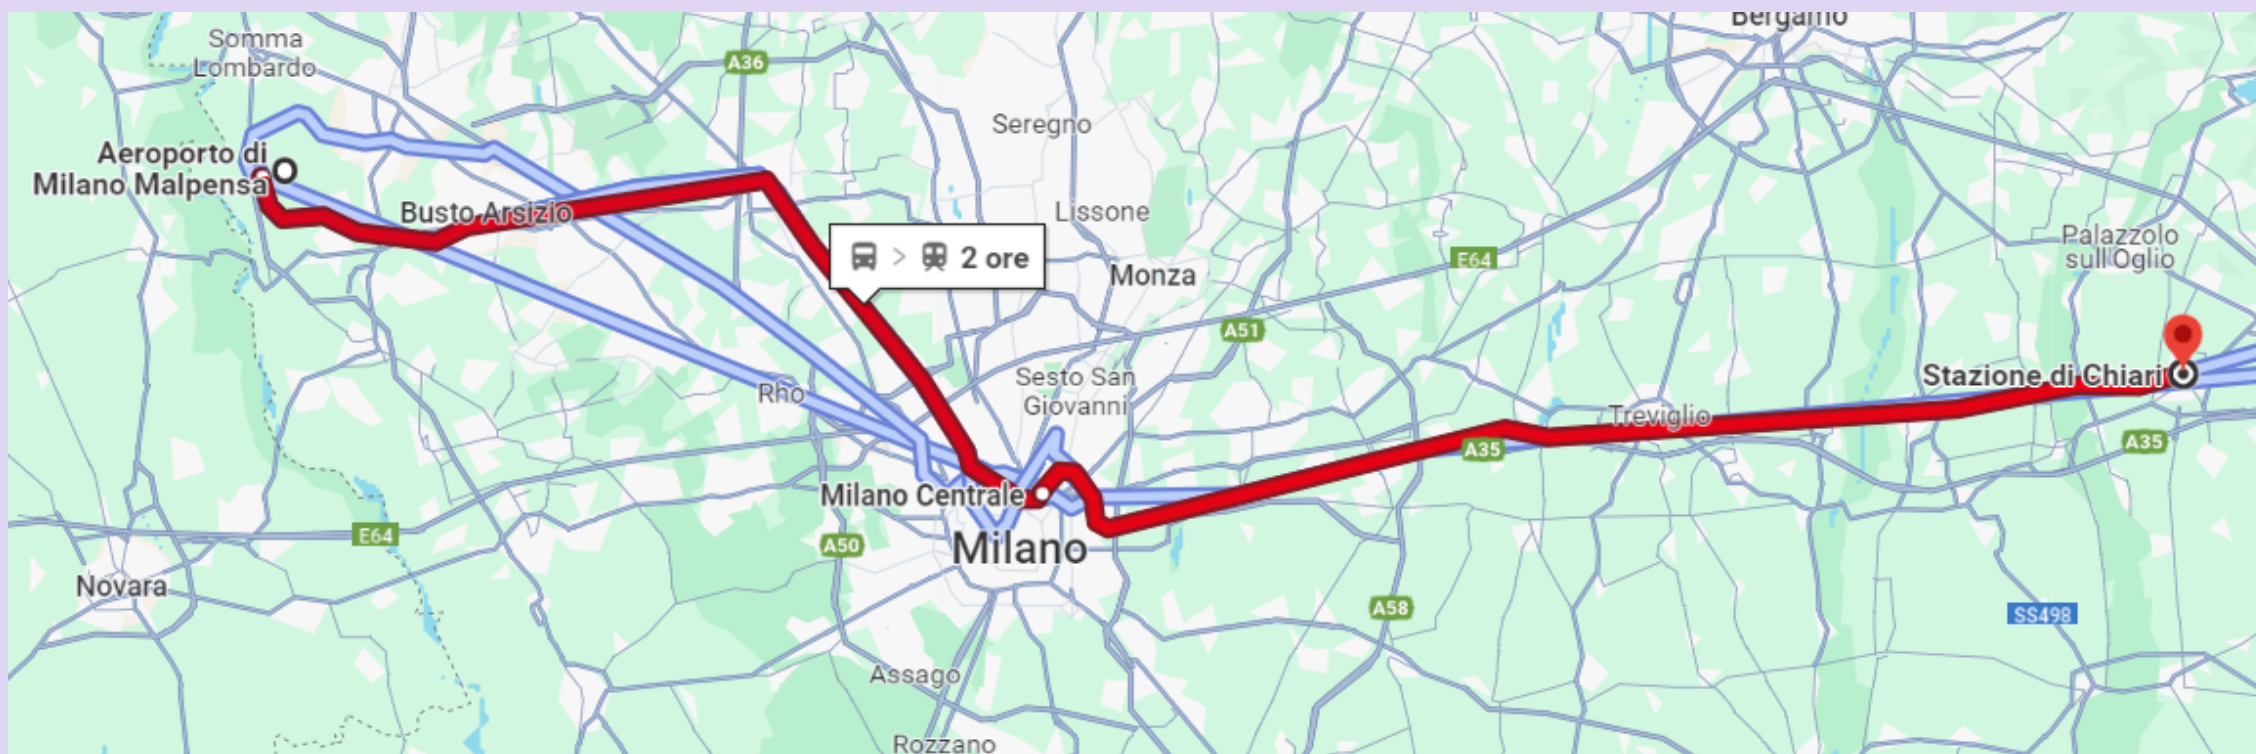 Bergamo
Somma
Lombardo
A36
Seregno
Aeroporto di
Milano Malpensa
Busto Arsizio
Lissone
Palazzolo
sull'Oglio
2 ore
E64
Monza
A51
Sesto San
Giovanni
Stazione di Chiari
Rho
Treviglio
A35
A35
Milano Centrale
E64
A50
Milano
Novara
A58
SS498
Assago
Rozzano